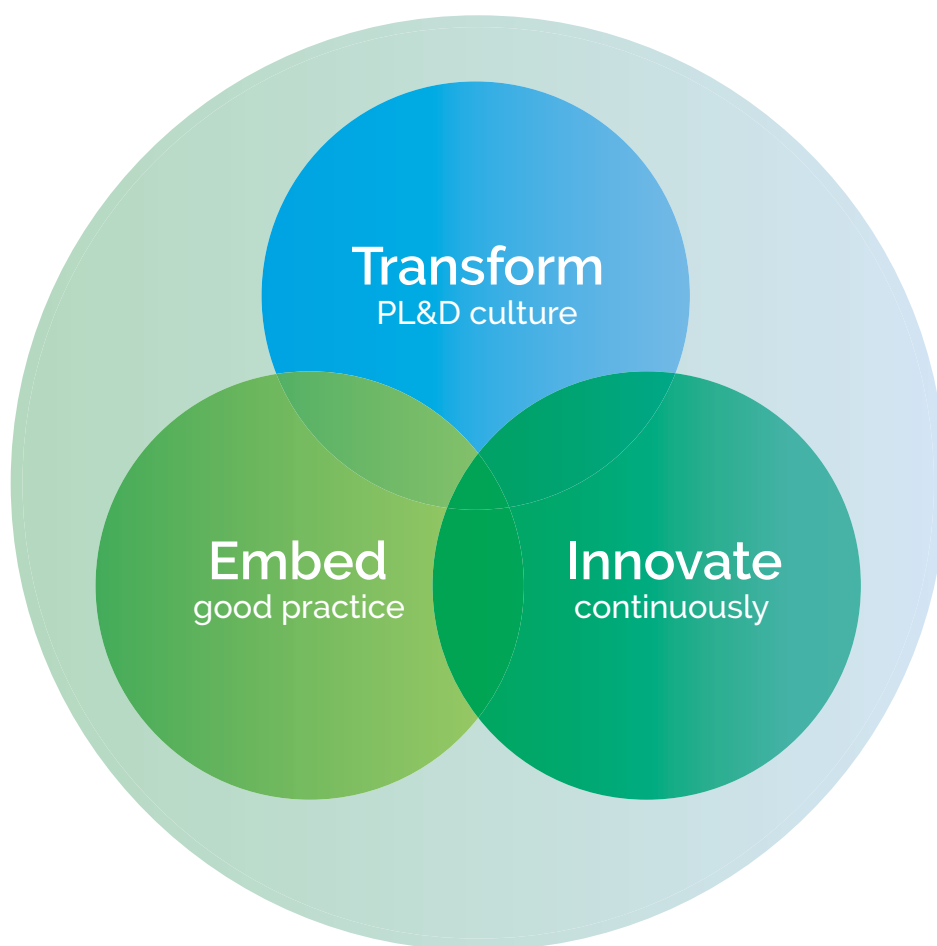 Transform
PL&D culture
Embed
good practice
Innovate
continuously